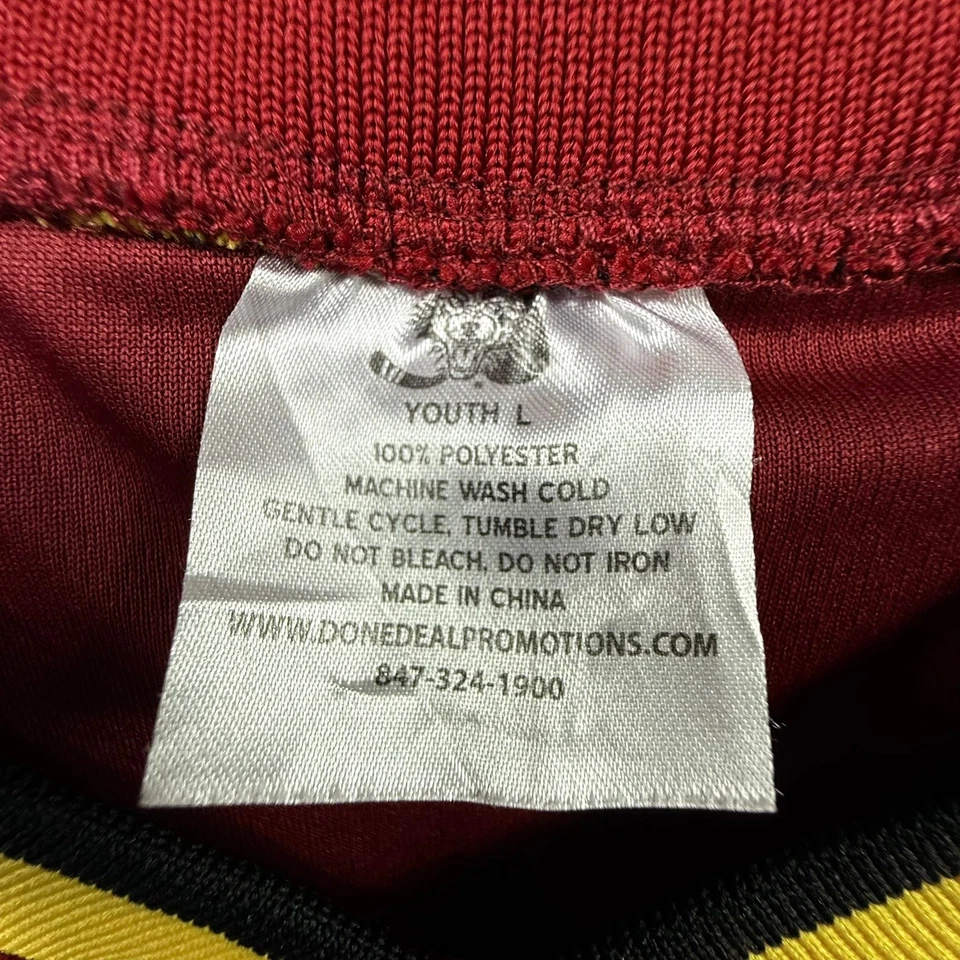 YOUTH L
100% POLYESTER
MACHINE WASH COLD
GENTLE CYCLE, TUMBLE DRY LOW
DO NOT BLEACH, DO NOT IRON
MADE IN CHINA
WWW.DONEDEALPROMOTIONS.COM
847-324-1900